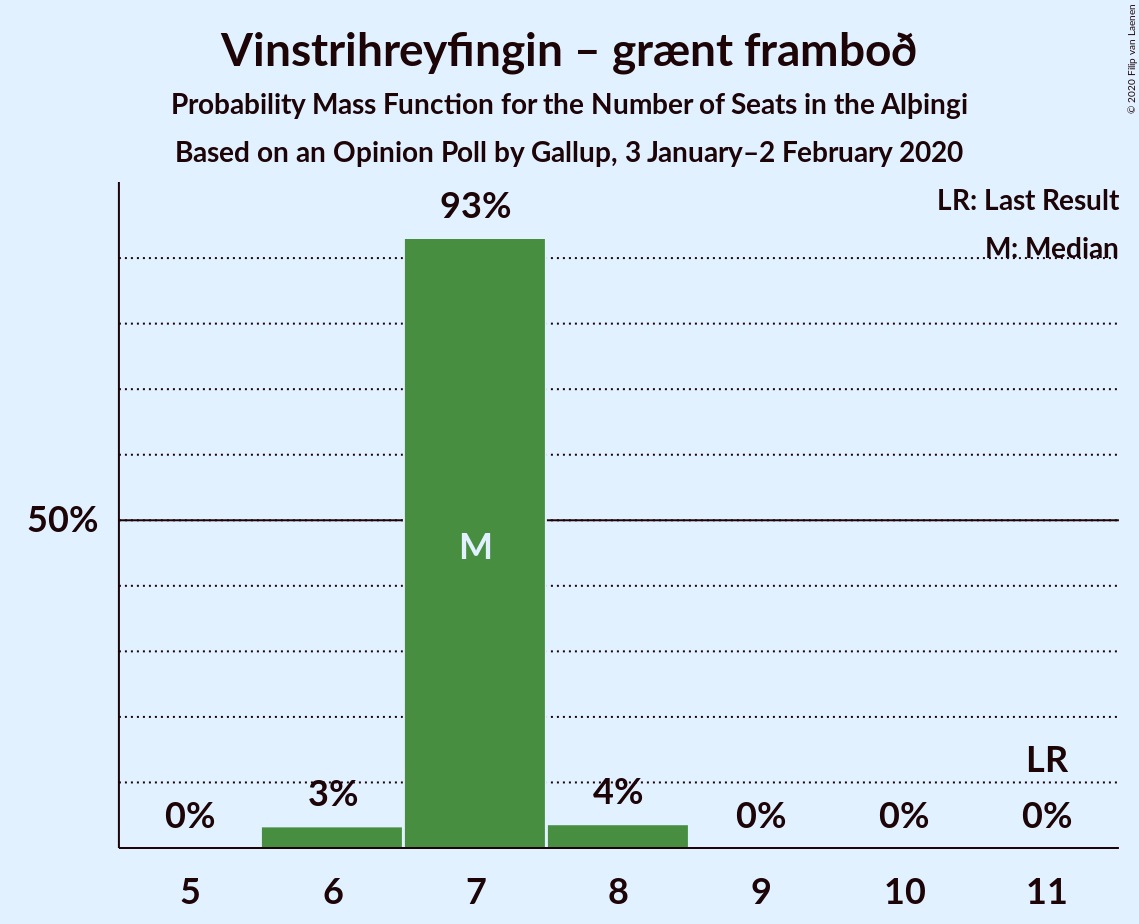 Vinstrihreyfingin – grænt framboð
Probability Mass Function for the Number of Seats in the Alþingi
Based on an Opinion Poll by Gallup, 3 January–2 February 2020
© 2020 Filip van Laenen
LR: Last Result
M: Median
93%
50%
M
LR
0%
3%
4%
0%
0%
0%
5
6
7
8
9
10
11